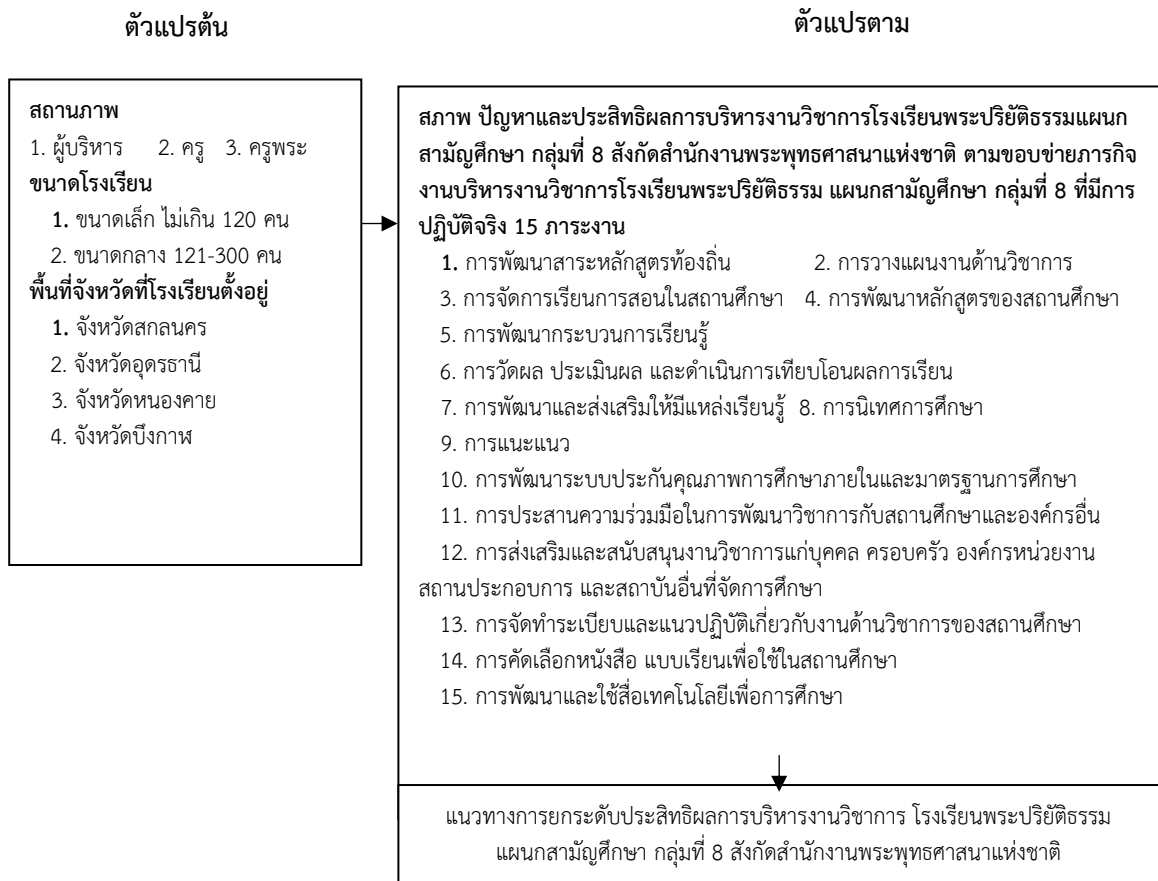 ตัวแปรต้น
ตัวแปรตาม
สถานภาพ
1. ผู้บริหาร 2. ครู 3. ครูพระ
ขนาดโรงเรียน
1. ขนาดเล็ก ไม่เกิน 120 คน
2. ขนาดกลาง 121-300 คน
พื้นที่จังหวัดที่โรงเรียนตั้งอยู่
1. จังหวัดสกลนคร
2. จังหวัดอุดรธานี
3. จังหวัดหนองคาย
4. จังหวัดบึงกาฬ
สภาพ ปัญหาและประสิทธิผลการบริหารงานวิชาการโรงเรียนพระปริยัติธรรมแผนก
สามัญศึกษา กลุ่มที่ 8 สังกัดสำนักงานพระพุทธศาสนาแห่งชาติ ตามขอบข่ายภารกิจ
งานบริหารงานวิชาการโรงเรียนพระปริยัติธรรม แผนกสามัญศึกษา กลุ่มที่ 8 ที่มีการ
ปฏิบัติจริง 15 ภาระงาน
1. การพัฒนาสาระหลักสูตรท้องถิ่น 2. การวางแผนงานด้านวิชาการ
3. การจัดการเรียนการสอนในสถานศึกษา 4. การพัฒนาหลักสูตรของสถานศึกษา
5. การพัฒนากระบวนการเรียนรู้
6. การวัดผล ประเมินผล และดำเนินการเทียบโอนผลการเรียน
7. การพัฒนาและส่งเสริมให้มีแหล่งเรียนรู้ 8. การนิเทศการศึกษา
9. การแนะแนว
10. การพัฒนาระบบประกันคุณภาพการศึกษาภายในและมาตรฐานการศึกษา
11. การประสานความร่วมมือในการพัฒนาวิชาการกับสถานศึกษาและองค์กรอื่น
12. การส่งเสริมและสนับสนุนงานวิชาการแก่บุคคล ครอบครัว องค์กรหน่วยงาน
สถานประกอบการ และสถาบันอื่นที่จัดการศึกษา
13. การจัดทำระเบียบและแนวปฏิบัติเกี่ยวกับงานด้านวิชาการของสถานศึกษา
14. การคัดเลือกหนังสือ แบบเรียนเพื่อใช้ในสถานศึกษา
15. การพัฒนาและใช้สื่อเทคโนโลยีเพื่อการศึกษา
แนวทางการยกระดับประสิทธิผลการบริหารงานวิชาการ โรงเรียนพระปริยัติธรรม
แผนกสามัญศึกษา กลุ่มที่ 8 สังกัดสำนักงานพระพุทธศาสนาแห่งชาติ